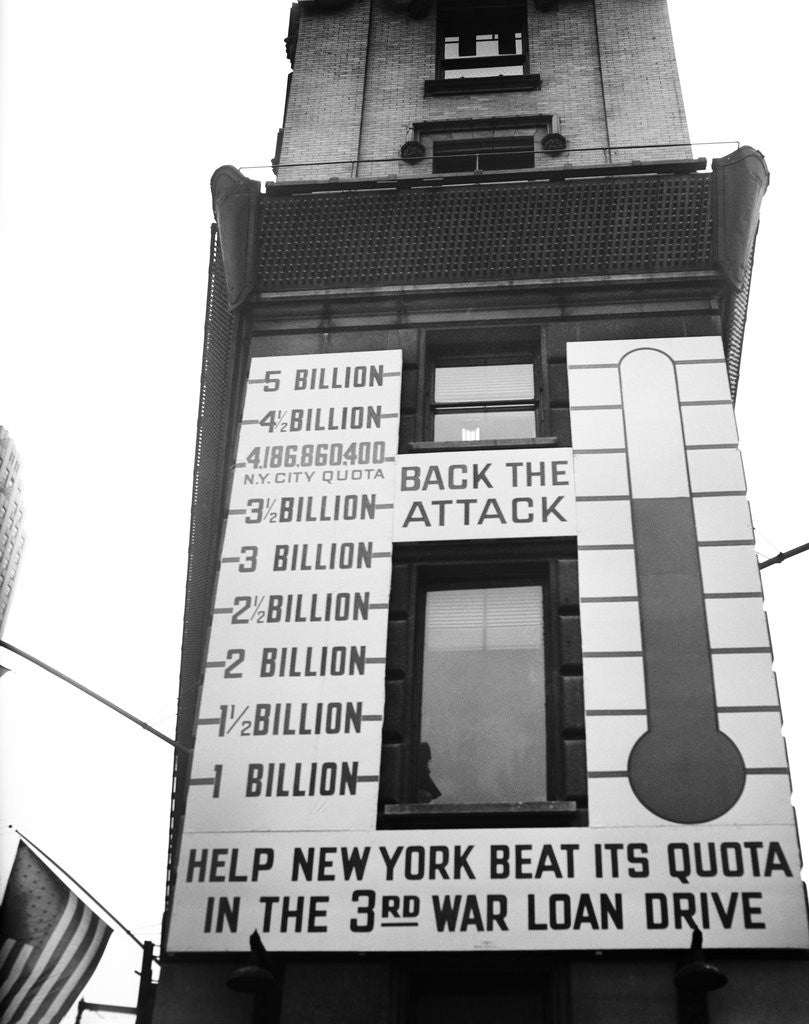 5 BILLION
4½ BILLION
4,186,860,400
N.Y. CITY QUOTA
3½ BILLION
3 BILLION
2½ BILLION
2 BILLION
1½ BILLION
1 BILLION
BACK THE
ATTACK
HELP NEW YORK BEAT ITS QUOTA
IN THE 3RD WAR LOAN DRIVE